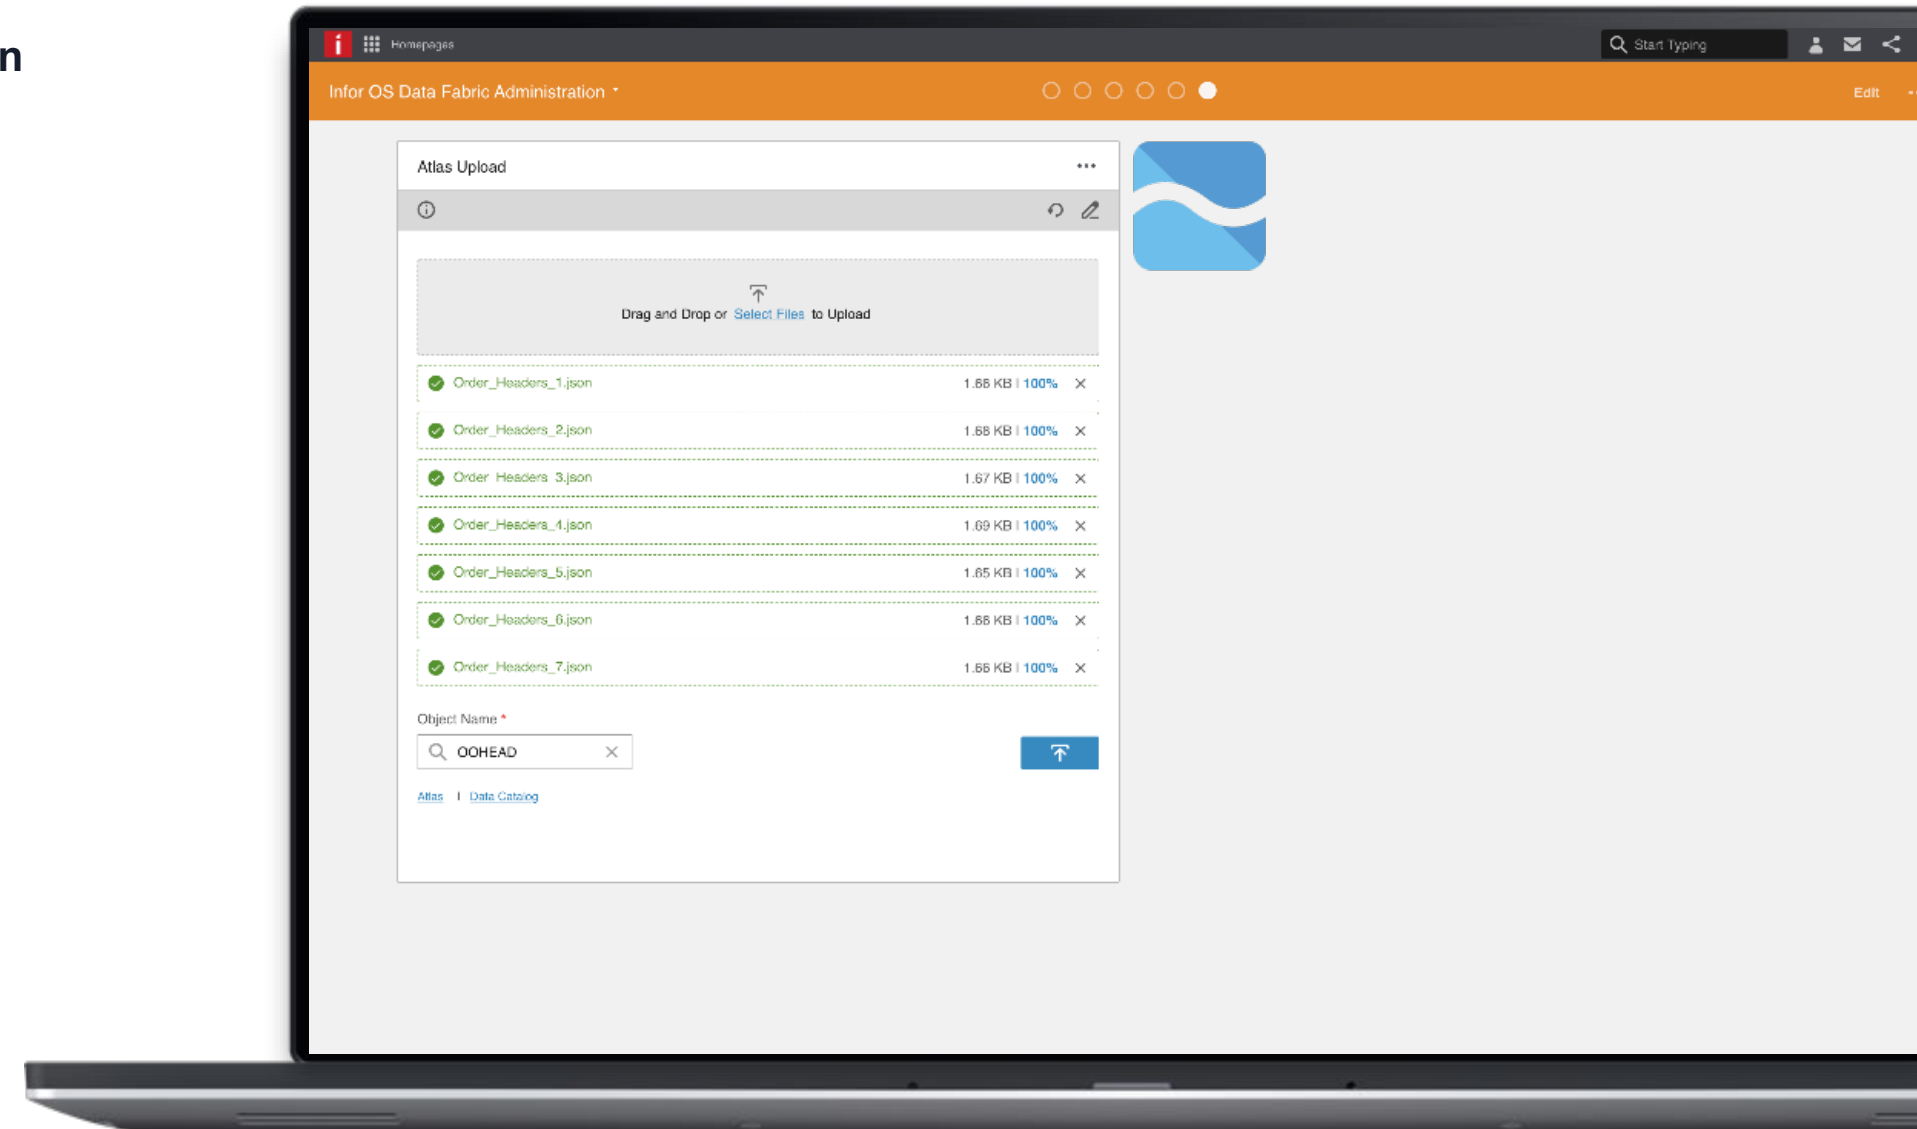 n
i Homepages
Start Typing
Infor OS Data Fabric Administration
Edit
Atlas Upload
Drag and Drop or Select Files to Upload
Order_Headers_1.json 1.68 KB | 100%
Order_Headers_2.json 1.68 KB | 100%
Order_Headers_3.json 1.67 KB | 100%
Order_Headers_4.json 1.69 KB | 100%
Order_Headers_5.json 1.65 KB | 100%
Order_Headers_6.json 1.68 KB | 100%
Order_Headers_7.json 1.66 KB | 100%
Object Name *
OOHEAD
Atlas | Data Catalog